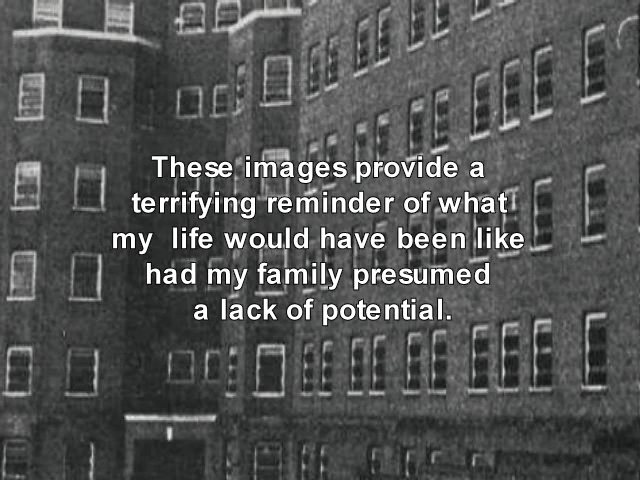 These images provide a
terrifying reminder of what
my life would have been like
had my family presumed
a lack of potential.